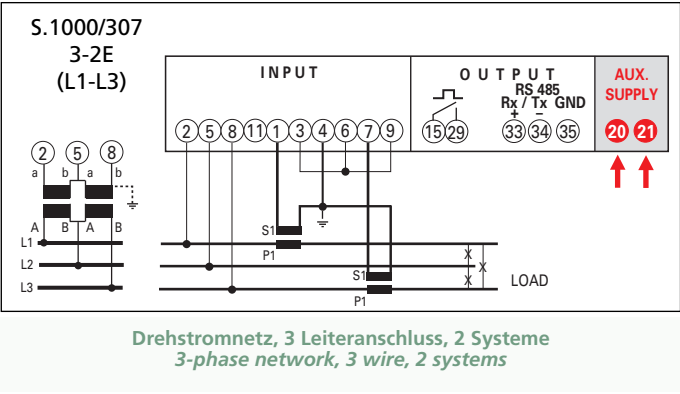 S.1000/307
3-2E
(L1-L3)
INPUT
OUTPUT
RS 485
Rx / Tx GND
+ –
AUX.
SUPPLY
2 5 8 11 1 3 4 6 7 9
15 29 33 34 35
20 21
2 5 8
a b a b
A B A B
L1
L2
L3
S1
P1
S1
P1
X
X
X
LOAD
Drehstromnetz, 3 Leiteranschluss, 2 Systeme
3-phase network, 3 wire, 2 systems